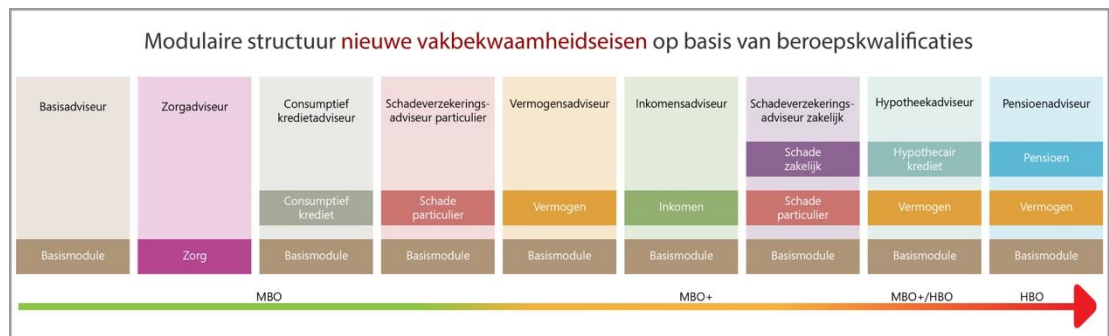 Modulaire structuur nieuwe vakbekwaamheidseisen op basis van beroepskwalificaties
Basisadviseur
Basismodule
Zorgadviseur
Zorg
Consumptief
kredietadviseur
Consumptief
krediet
Basismodule
Schadeverzekerings-
adviseur particulier
Schade
particulier
Basismodule
Vermogensadviseur
Vermogen
Basismodule
Inkomensadviseur
Inkomen
Basismodule
Schadeverzekerings-
adviseur zakelijk
Schade
zakelijk
Schade
particulier
Basismodule
Hypotheekadviseur
Hypothecair
krediet
Vermogen
Basismodule
Pensioenadviseur
Pensioen
Vermogen
Basismodule
MBO
MBO+
MBO+/HBO
HBO